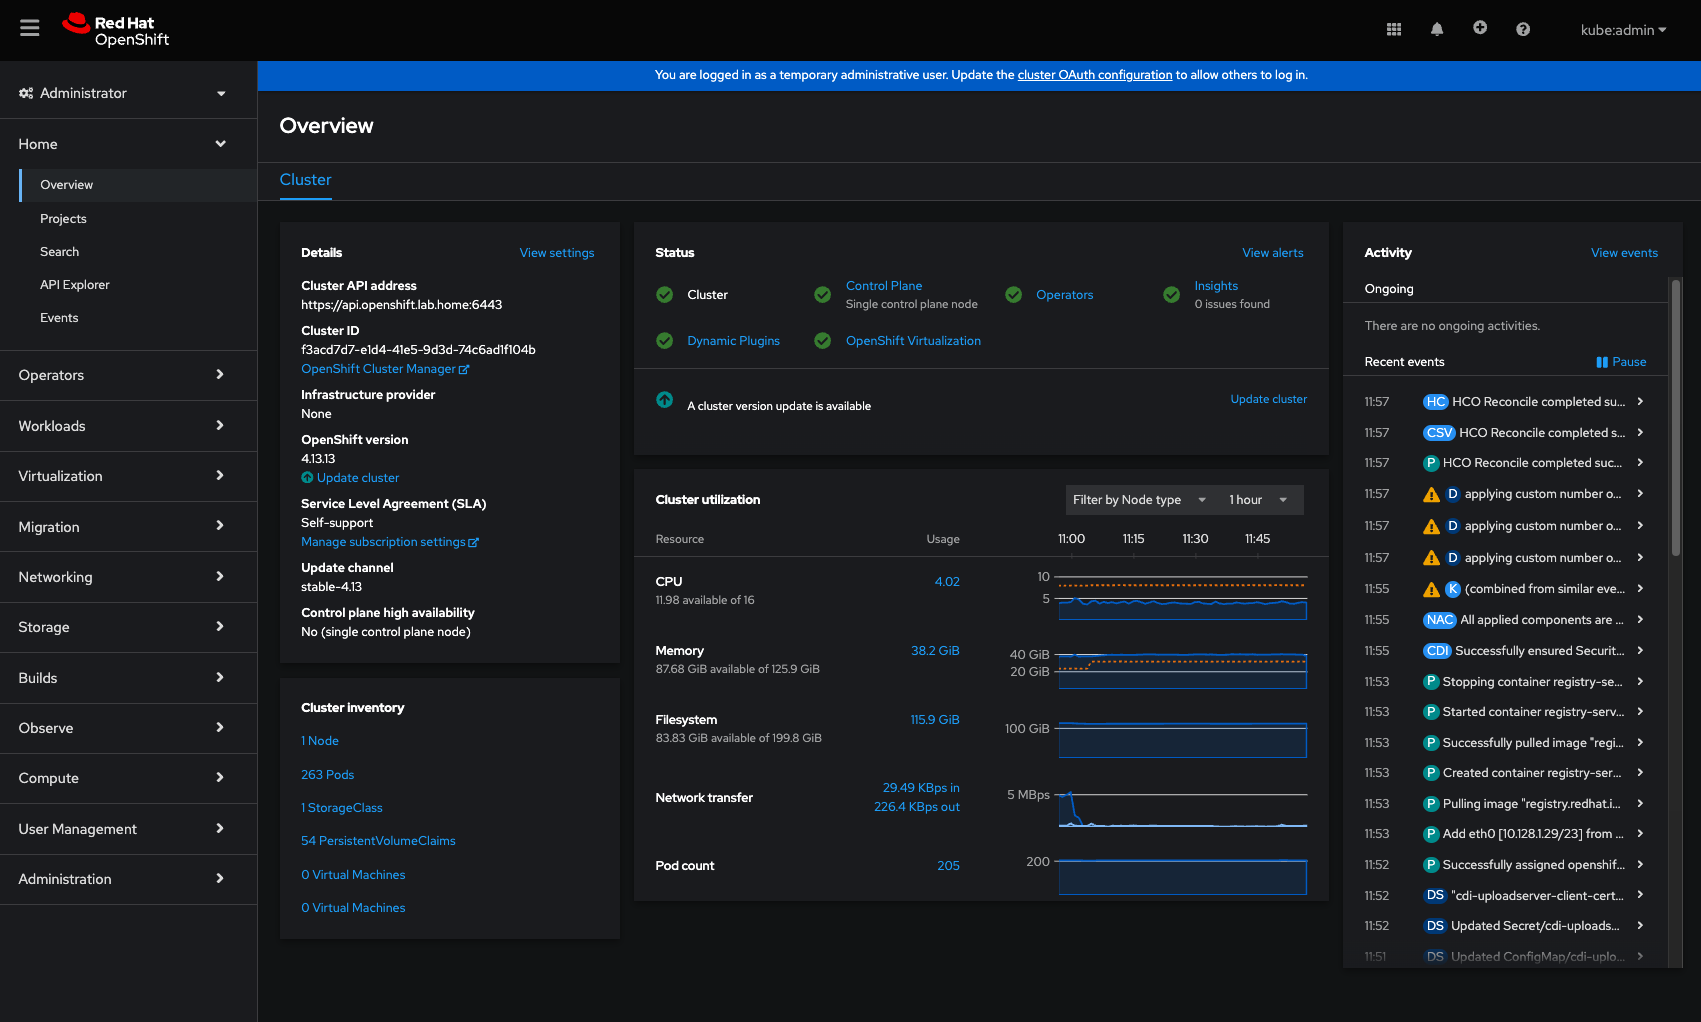 Red Hat
OpenShift
kube:admin
You are logged in as a temporary administrative user. Update the cluster OAuth configuration to allow others to log in.
Administrator
Home
Overview
Projects
Search
API Explorer
Events
Operators
Workloads
Virtualization
Migration
Networking
Storage
Builds
Observe
Compute
User Management
Administration
Overview
Cluster
Details
View settings
Cluster API address
https://api.openshift.lab.home:6443
Cluster ID
f3acd7d7-e1d4-41e5-9d3d-74c6ad1f104b
OpenShift Cluster Manager
Infrastructure provider
None
OpenShift version
4.13.13
Update cluster
Service Level Agreement (SLA)
Self-support
Manage subscription settings
Update channel
stable-4.13
Control plane high availability
No (single control plane node)
Cluster inventory
1 Node
263 Pods
1 StorageClass
54 PersistentVolumeClaims
0 Virtual Machines
0 Virtual Machines
Status
View alerts
Cluster
Control Plane
Single control plane node
Operators
Insights
0 issues found
Dynamic Plugins
OpenShift Virtualization
A cluster version update is available
Update cluster
Cluster utilization
Filter by Node type
1 hour
Resource
Usage
11:00
11:15
11:30
11:45
CPU
11.98 available of 16
4.02
10
5
Memory
87.68 GiB available of 125.9 GiB
38.2 GiB
40 GiB
20 GiB
Filesystem
83.83 GiB available of 199.8 GiB
115.9 GiB
100 GiB
Network transfer
29.49 KBps in
226.4 KBps out
5 MBps
Pod count
205
200
Activity
View events
Ongoing
There are no ongoing activities.
Recent events
Pause
11:57 HC HCO Reconcile completed su...
11:57 CSV HCO Reconcile completed s...
11:57 P HCO Reconcile completed suc...
11:57 D applying custom number o...
11:57 D applying custom number o...
11:57 D applying custom number o...
11:55 K (combined from similar eve...
11:55 NAC All applied components are ...
11:55 CDI Successfully ensured Securit...
11:53 P Stopping container registry-se...
11:53 P Started container registry-serv...
11:53 P Successfully pulled image "regi...
11:53 P Created container registry-ser...
11:53 P Pulling image "registry.redhat.i...
11:53 P Add eth0 [10.128.1.29/23] from ...
11:52 P Successfully assigned openshif...
11:52 DS "cdi-uploadserver-client-cert...
11:52 DS Updated Secret/cdi-uploads...
11:51 DS Updated ConfigMap/cdi-uplo...